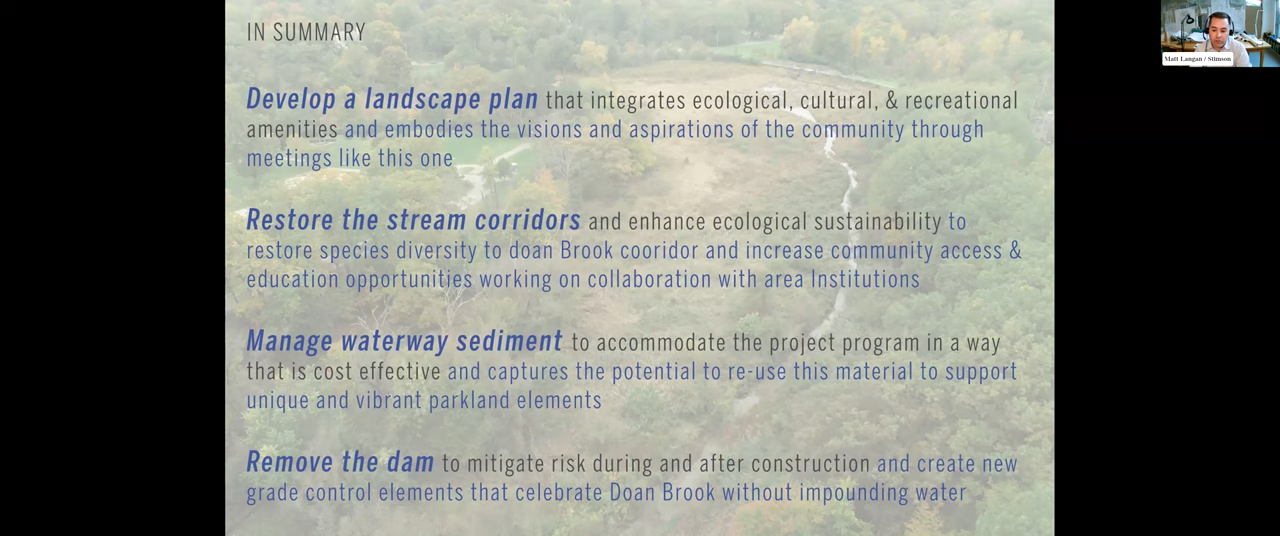 IN SUMMARY
Develop a landscape plan that integrates ecological, cultural, & recreational
amenities and embodies the visions and aspirations of the community through
meetings like this one
Restore the stream corridors and enhance ecological sustainability to
restore species diversity to doan Brook cooridor and increase community access &
education opportunities working on collaboration with area Institutions
Manage waterway sediment to accommodate the project program in a way
that is cost effective and captures the potential to re-use this material to support
unique and vibrant parkland elements
Remove the dam to mitigate risk during and after construction and create new
grade control elements that celebrate Doan Brook without impounding water
Matt Langan / Stimson